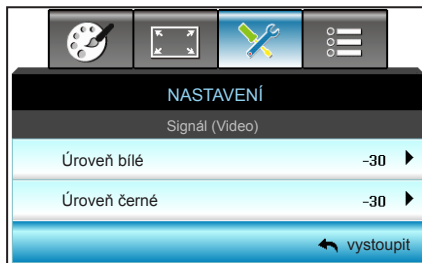 NASTAVENÍ
Signál (Video)
Úroveň bílé -30
Úroveň černé -30
vystoupit